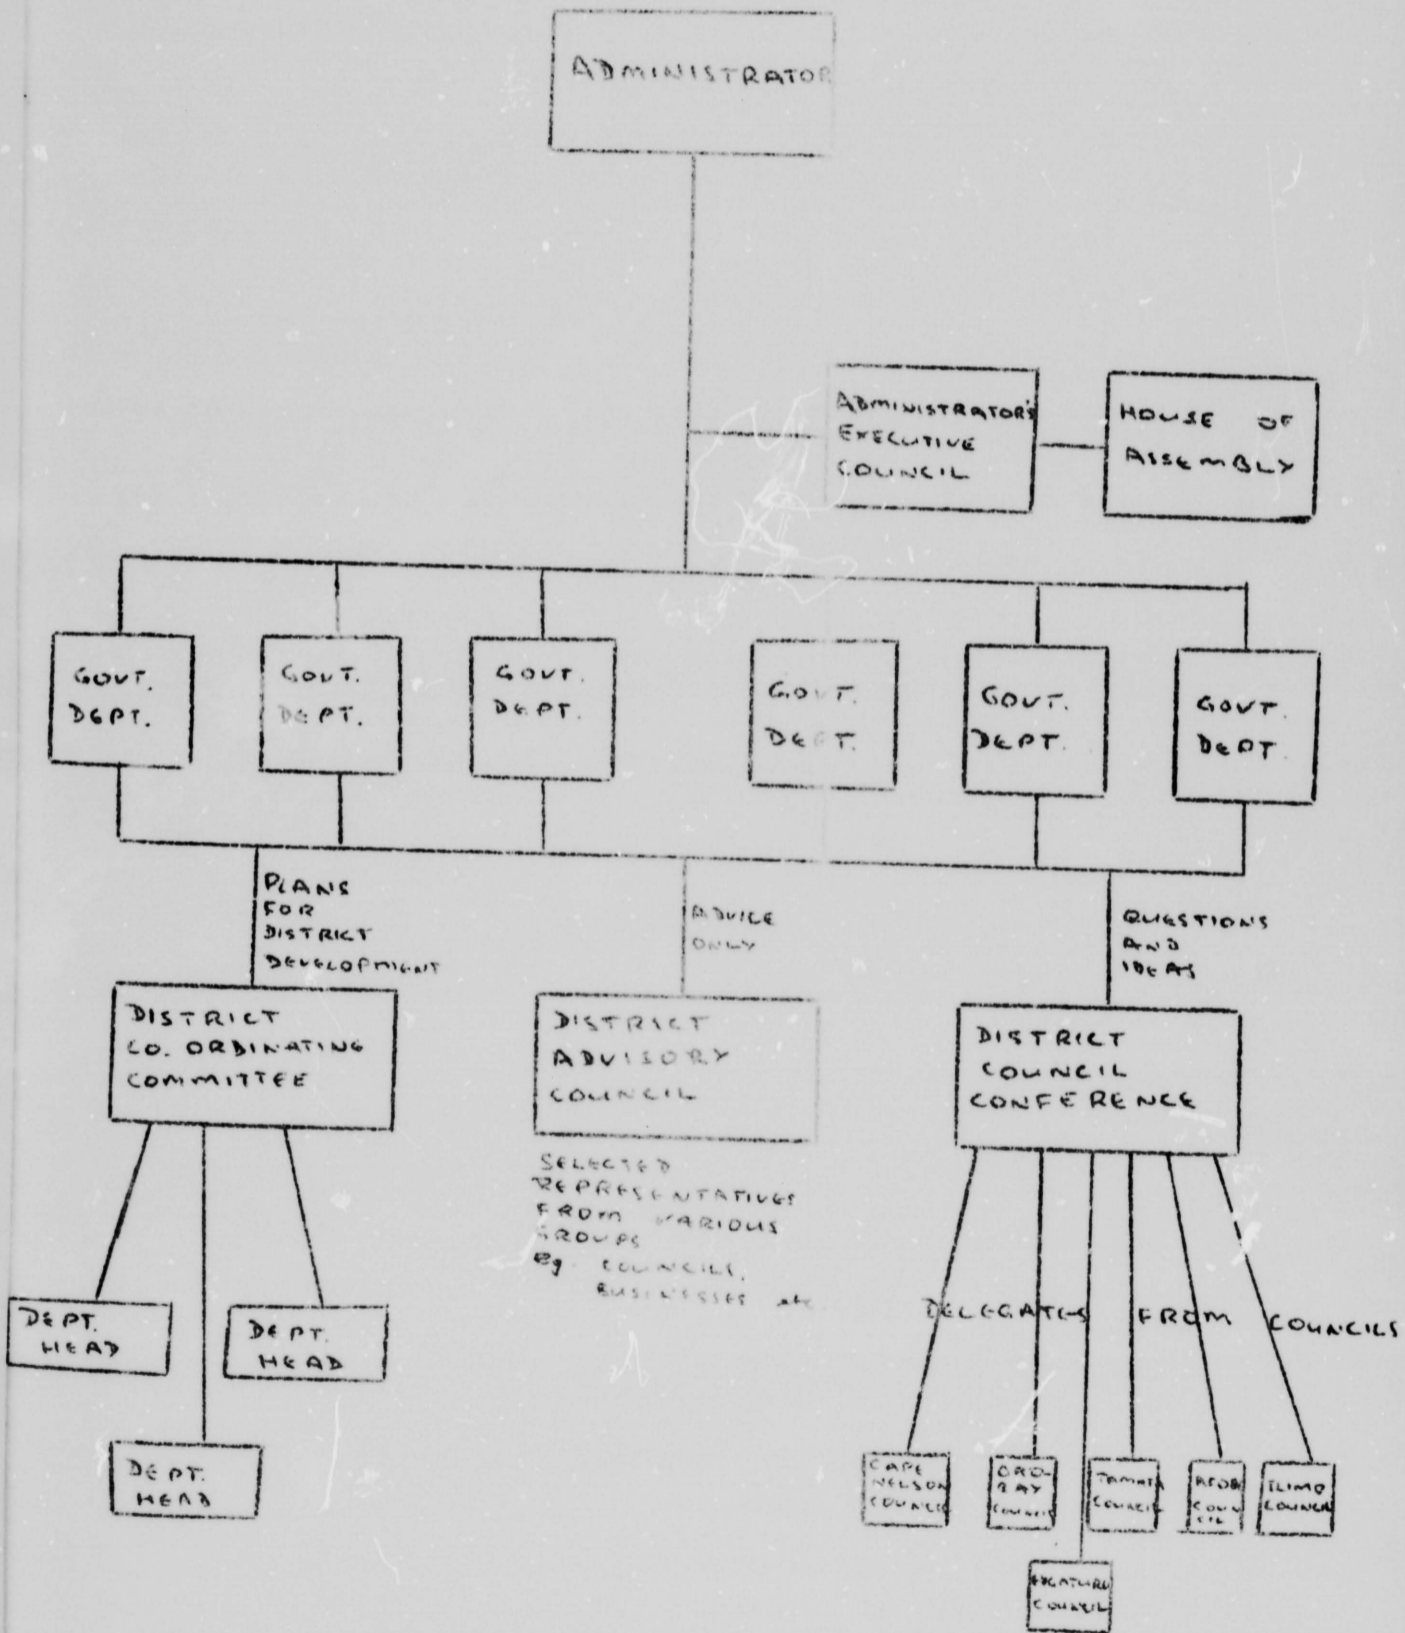 ADMINISTRATOR
ADMINISTRATOR'S
EXECUTIVE
COUNCIL
HOUSE OF
ASSEMBLY
GOVT.
DEPT.
GOVT.
DEPT.
GOVT.
DEPT.
GOVT.
DEPT.
GOVT.
DEPT.
GOVT.
DEPT.
PLANS
FOR
DISTRICT
DEVELOPMENT
ADVICE
ONLY
QUESTIONS
AND
IDEAS
DISTRICT
CO. ORDINATING
COMMITTEE
DISTRICT
ADVISORY
COUNCIL
DISTRICT
COUNCIL
CONFERENCE
SELECTED
REPRESENTATIVES
FROM VARIOUS
GROUPS
eg. COUNCILS,
BUSINESSES etc
DELEGATES FROM COUNCILS
DEPT.
HEAD
DEPT.
HEAD
DEPT.
HEAD
CAPE
NELSON
COUNCIL
ORO-
BAY
COUNCIL
TAMATA
COUNCIL
COUN
CIL
ILIMO
COUNCIL
COUNCIL